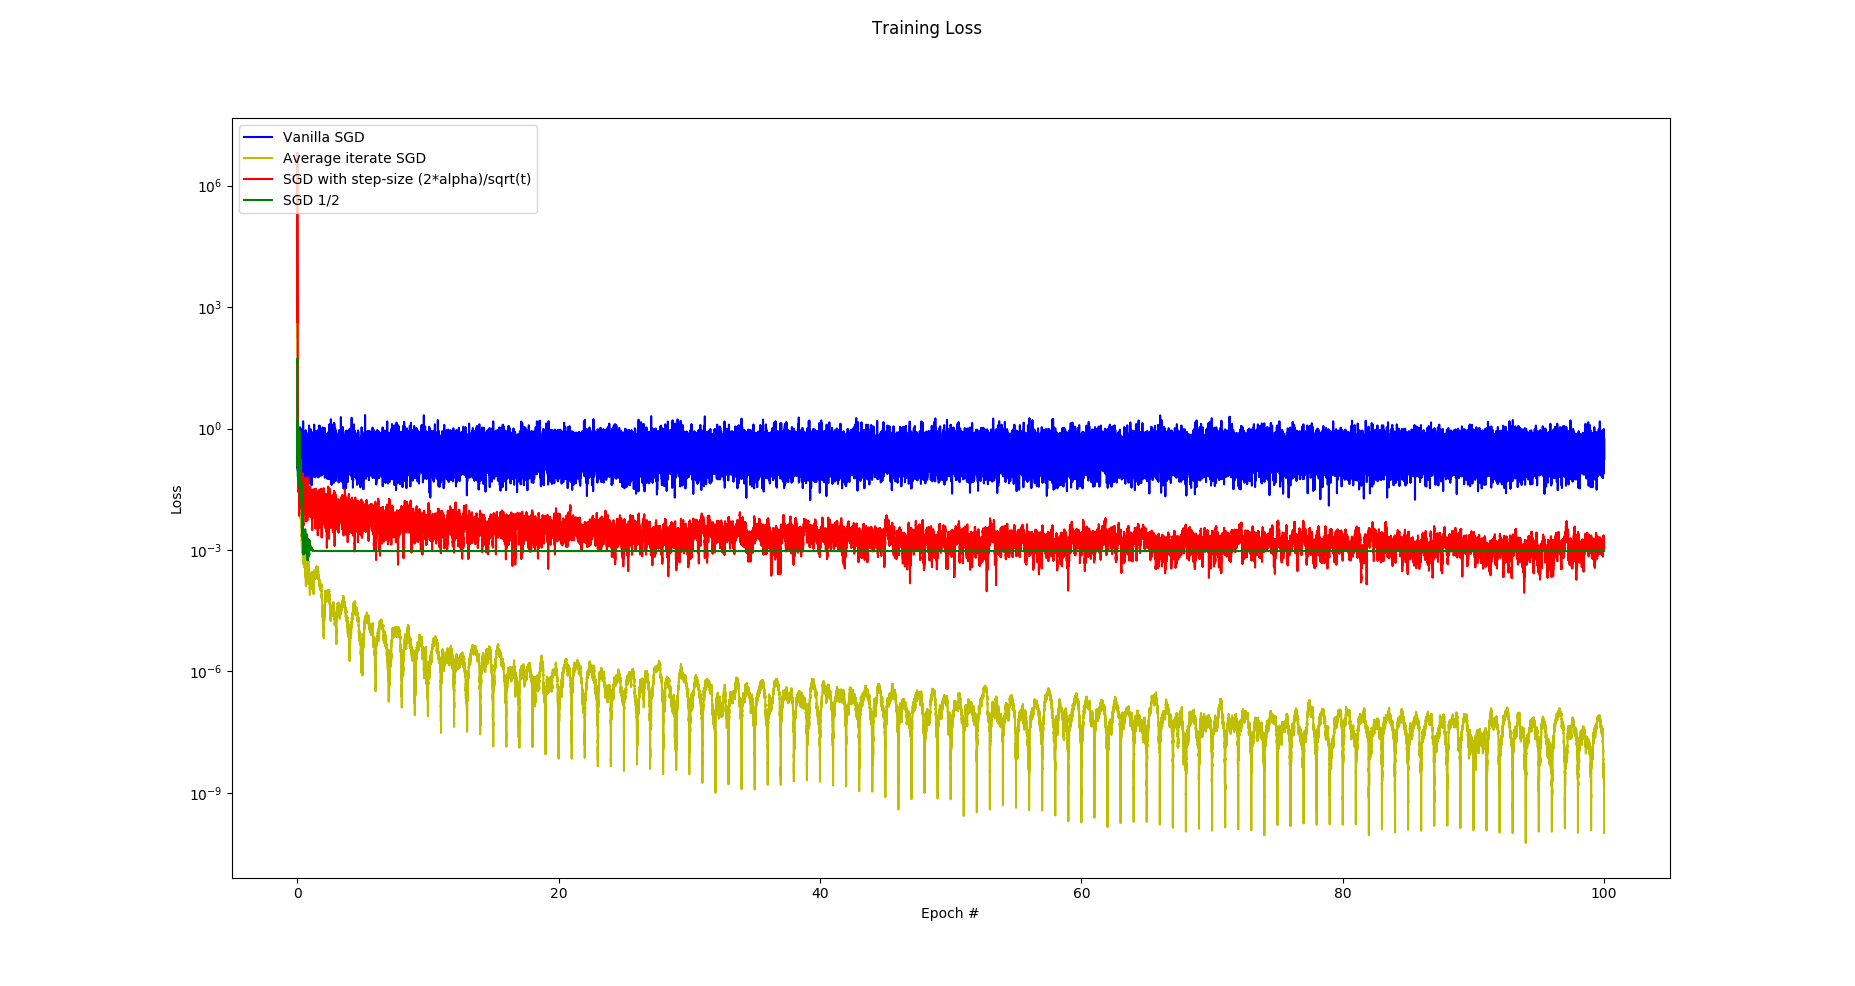 Training Loss
Vanilla SGD
Average iterate SGD
SGD with step-size (2*alpha)/sqrt(t)
SGD 1/2
10^6
10^3
10^0
10^−3
10^−6
10^−9
Loss
0 20 40 60 80 100
Epoch #